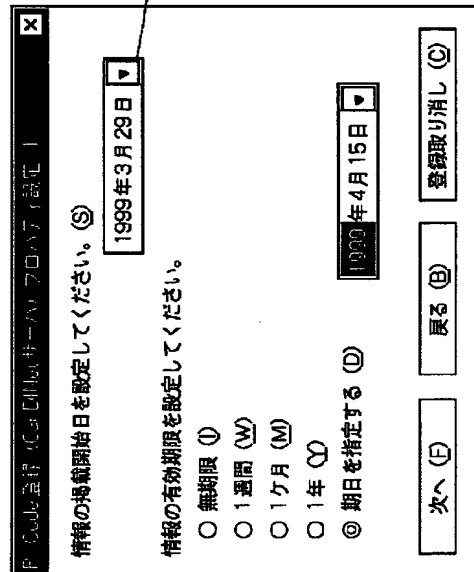 情報の掲載開始日を設定してください。(S)
1999年3月29日
情報の有効期限を設定してください。
無期限 (I)
1週間 (W)
1ケ月 (M)
1年 (Y)
期日を指定する (D)
1999年4月15日
次へ (F)
戻る (B)
登録取り消し (C)